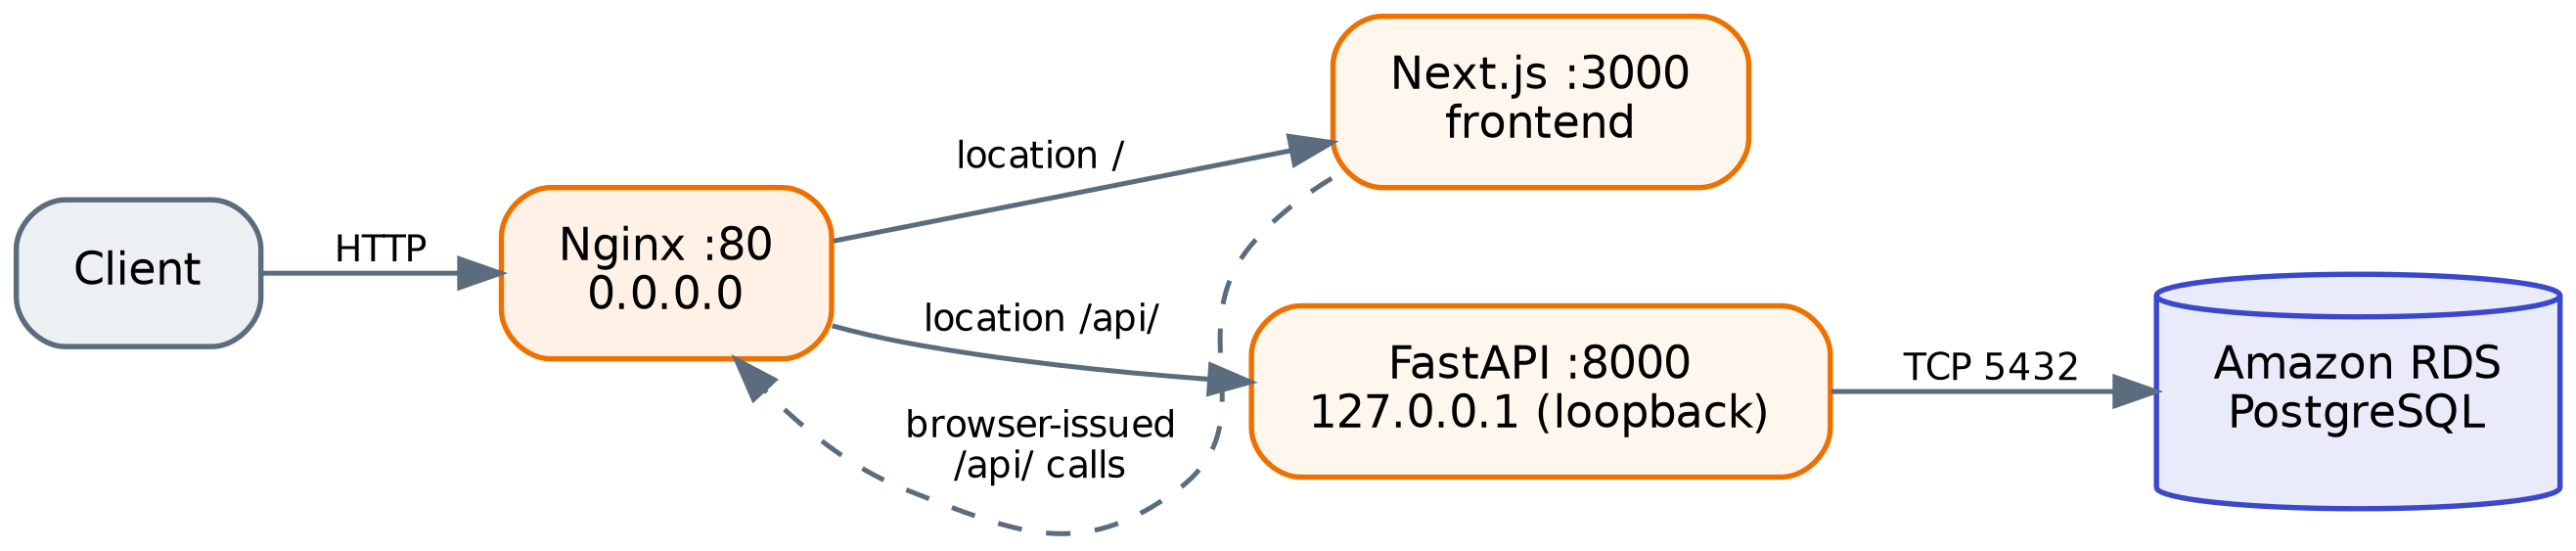 Client
HTTP
Nginx :80
0.0.0.0
location /
Next.js :3000
frontend
location /api/
browser-issued
/api/ calls
FastAPI :8000
127.0.0.1 (loopback)
TCP 5432
Amazon RDS
PostgreSQL